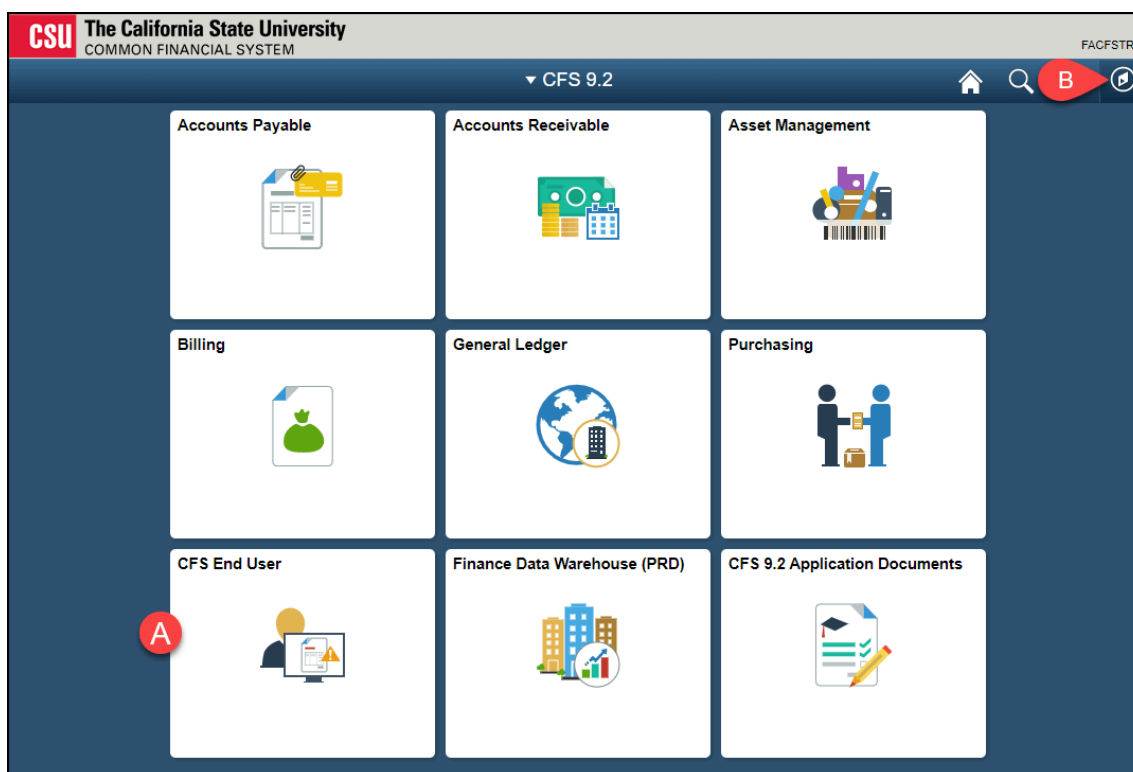 CSU The California State University
COMMON FINANCIAL SYSTEM
FACFSTR
CFS 9.2
B
Accounts Payable
Accounts Receivable
Asset Management
Billing
General Ledger
Purchasing
CFS End User
Finance Data Warehouse (PRD)
CFS 9.2 Application Documents
A